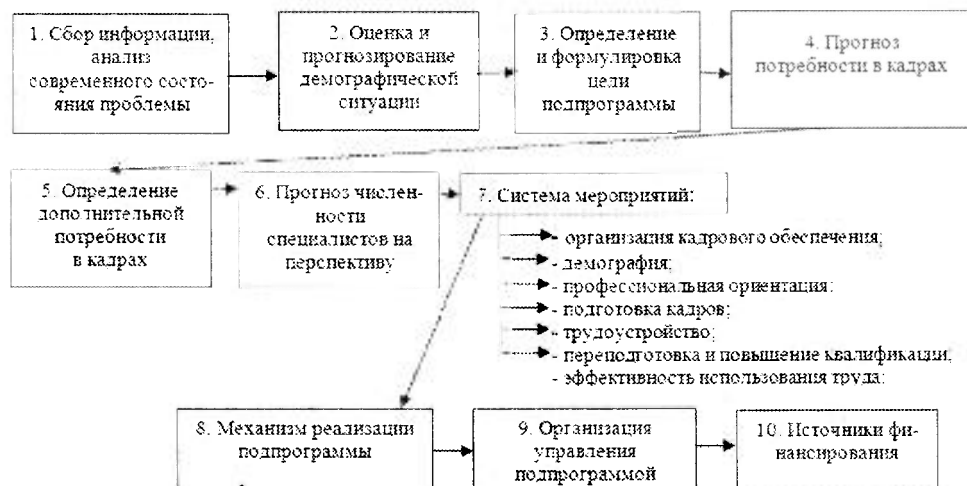 1. Сбор информации,
анализ
современного состо-
яния проблемы
2. Оценка и
прогнозирование
демографической
ситуации
3. Определение
и формулировка
цели
подпрограммы
4. Прогноз
потребности в кадрах
5. Определение
дополнительной
потребности
в кадрах
6. Прогноз числен-
ности
специалистов на
перспективу
7. Система мероприятий:
- организация кадрового обеспечения;
- демография;
- профессиональная ориентация;
- подготовка кадров;
- трудоустройство;
- переподготовка и повышение квалификации;
- эффективность использования труда;
8. Механизм реализации
подпрограммы
9. Организация
управления
подпрограммой
10. Источники фи-
нансирования